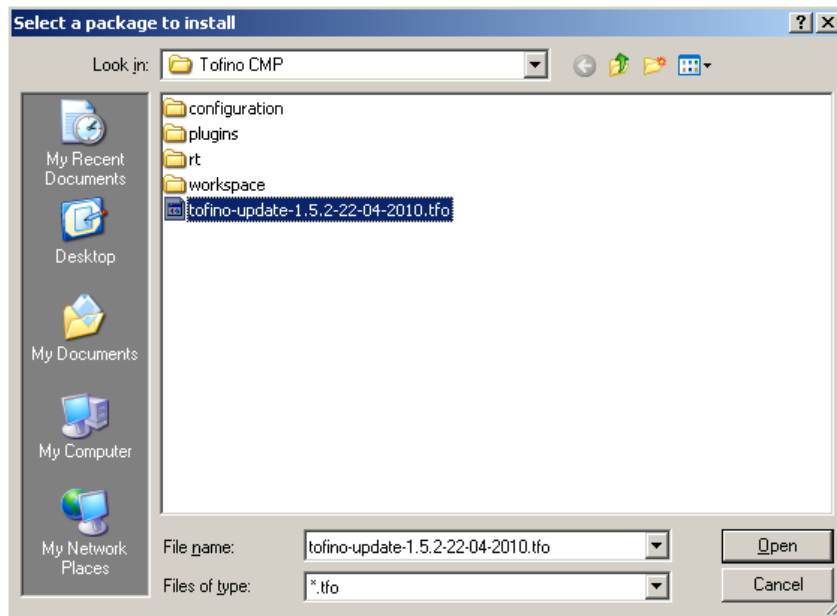 Select a package to install
Look in: Tofino CMP
My Recent
Documents
Desktop
My Documents
My Computer
My Network
Places
configuration
plugins
rt
workspace
tofino-update-1.5.2-22-04-2010.tfo
File name: tofino-update-1.5.2-22-04-2010.tfo Open
Files of type: *.tfo Cancel